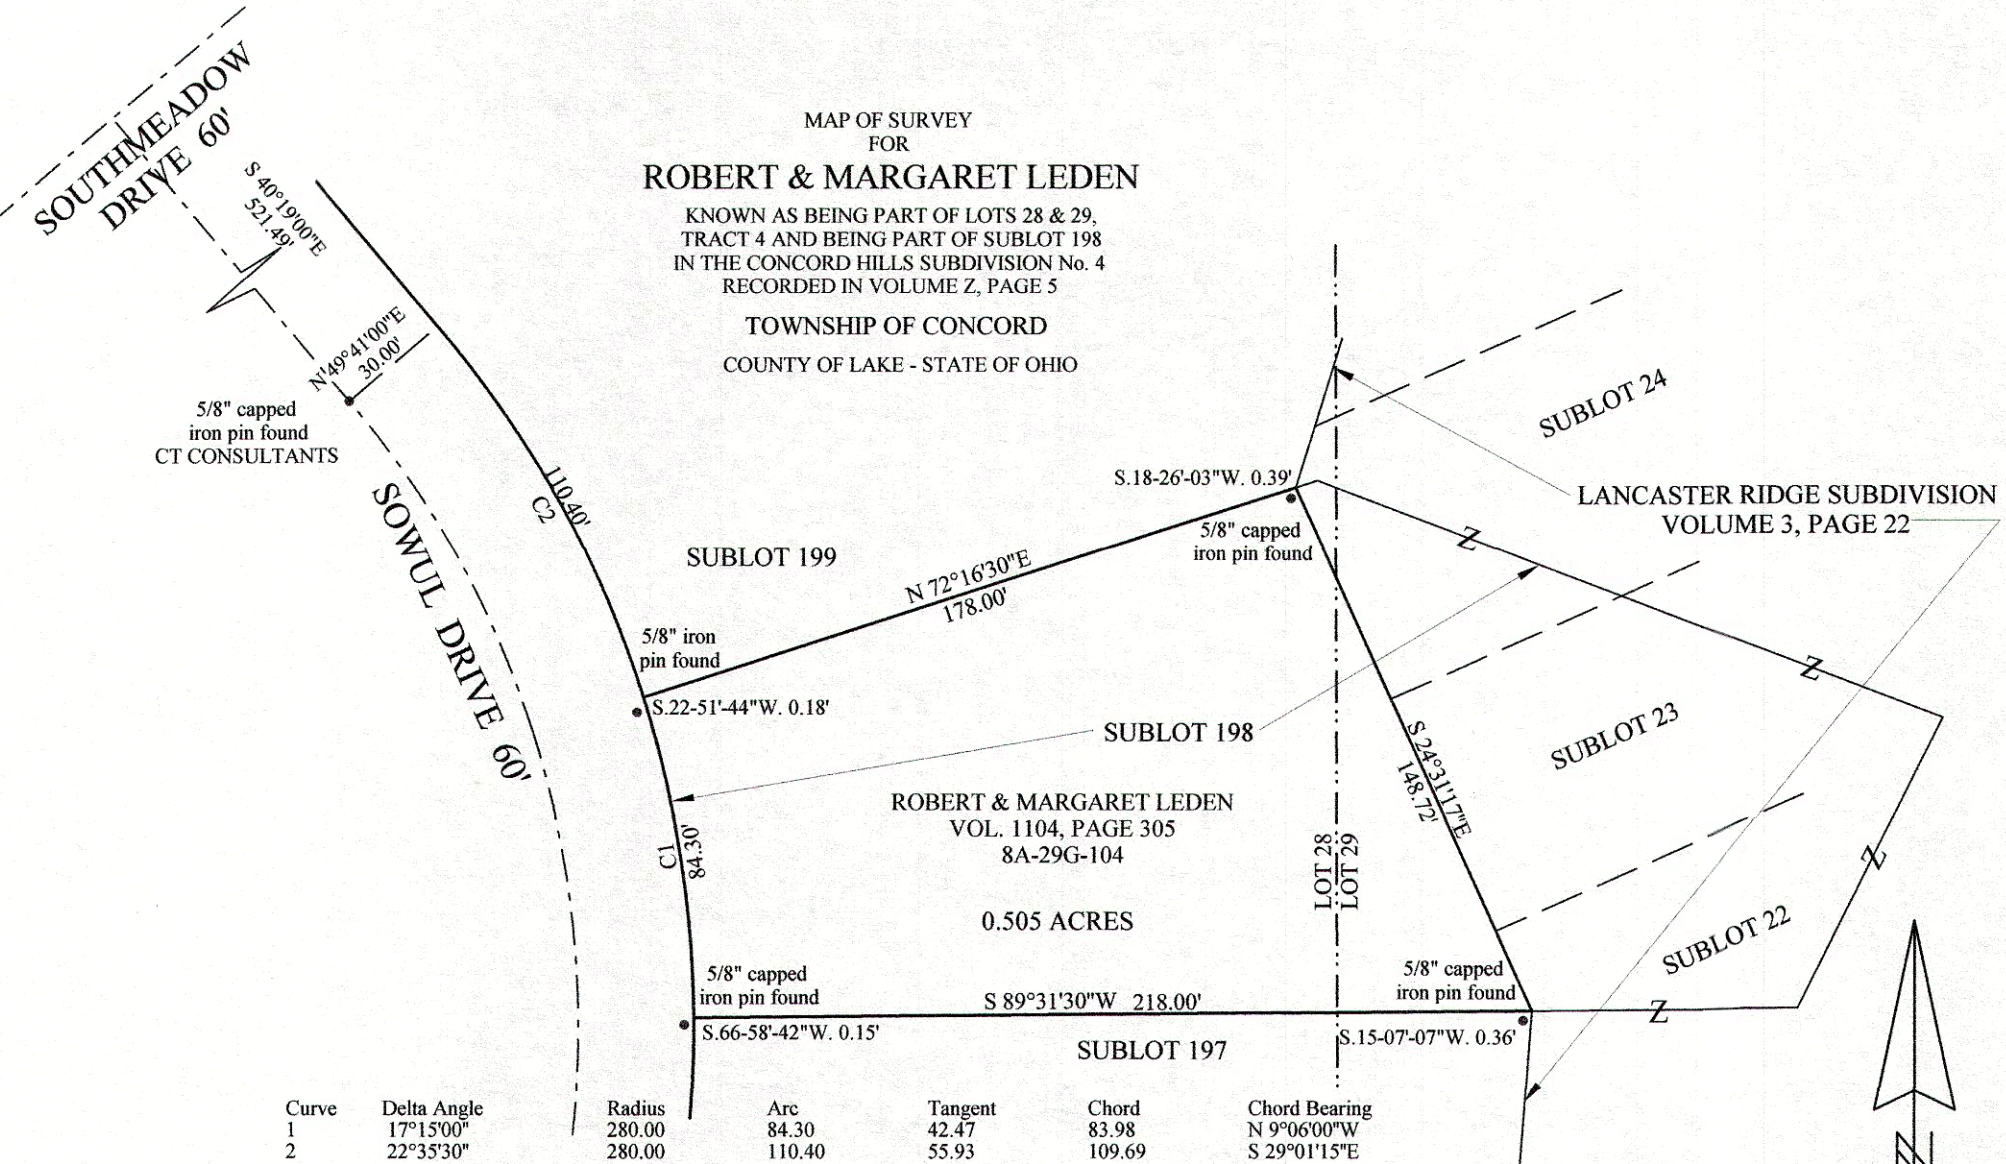 SOUTHMEADOW
DRIVE 60'
S 40°19'00"E
521.49'
MAP OF SURVEY
FOR
ROBERT & MARGARET LEDEN
KNOWN AS BEING PART OF LOTS 28 & 29,
TRACT 4 AND BEING PART OF SUBLOT 198
IN THE CONCORD HILLS SUBDIVISION No. 4
RECORDED IN VOLUME Z, PAGE 5
TOWNSHIP OF CONCORD
COUNTY OF LAKE - STATE OF OHIO
N 49°41'00"E
30.00'
5/8" capped
iron pin found
CT CONSULTANTS
SOWUL DRIVE 60'
110.40'
C2
SUBLOT 199
N 72°16'30"E
178.00'
S.18-26'-03"W. 0.39'
5/8" capped
iron pin found
SUBLOT 24
LANCASTER RIDGE SUBDIVISION
VOLUME 3, PAGE 22
Z
Z
Z
Z
5/8" iron
pin found
S.22-51'-44"W. 0.18'
SUBLOT 198
SUBLOT 23
S 24°31'17"E
148.72'
ROBERT & MARGARET LEDEN
VOL. 1104, PAGE 305
8A-29G-104
0.505 ACRES
C1
84.30'
LOT 28
LOT 29
SUBLOT 22
5/8" capped
iron pin found
S 89°31'30"W 218.00'
5/8" capped
iron pin found
S.66-58'-42"W. 0.15'
S.15-07'-07"W. 0.36'
SUBLOT 197
Curve Delta Angle Radius Arc Tangent Chord Chord Bearing
1 17°15'00" 280.00 84.30 42.47 83.98 N 9°06'00"W
2 22°35'30" 280.00 110.40 55.93 109.69 S 29°01'15"E
N